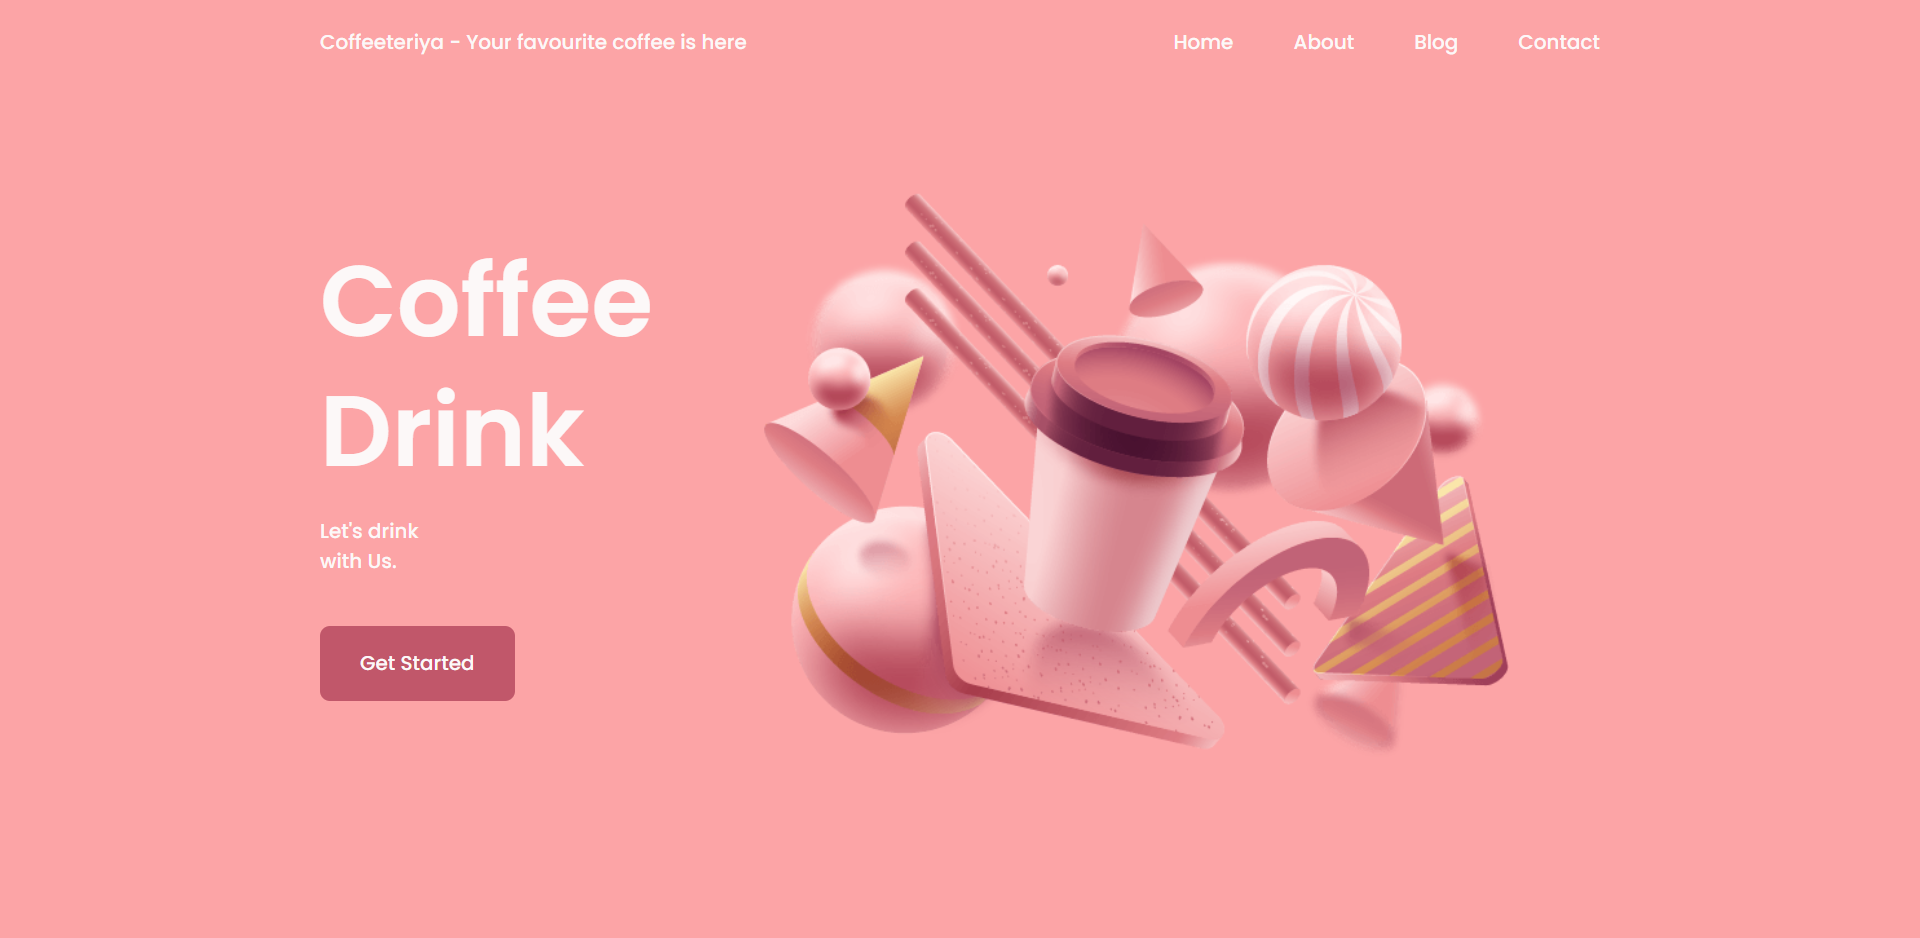 Coffeeteriya - Your favourite coffee is here
Home About Blog Contact
Coffee
Drink
Let's drink
with Us.
Get Started